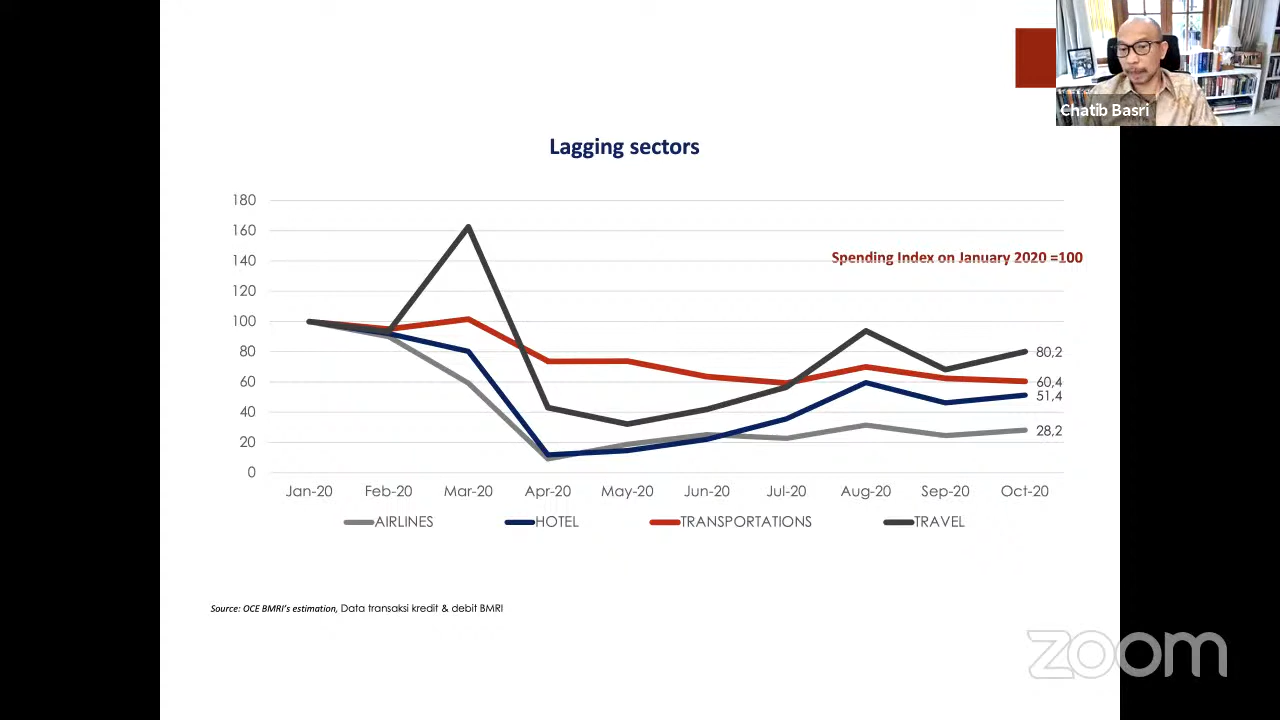 Chatib Basri
Lagging sectors
180
160
140
120
100
80
60
40
20
0
Spending Index on January 2020 =100
80,2
60,4
51,4
28,2
Jan-20 Feb-20 Mar-20 Apr-20 May-20 Jun-20 Jul-20 Aug-20 Sep-20 Oct-20
AIRLINES HOTEL TRANSPORTATIONS TRAVEL
Source: OCE BMRI's estimation, Data transaksi kredit & debit BMRI
zoom